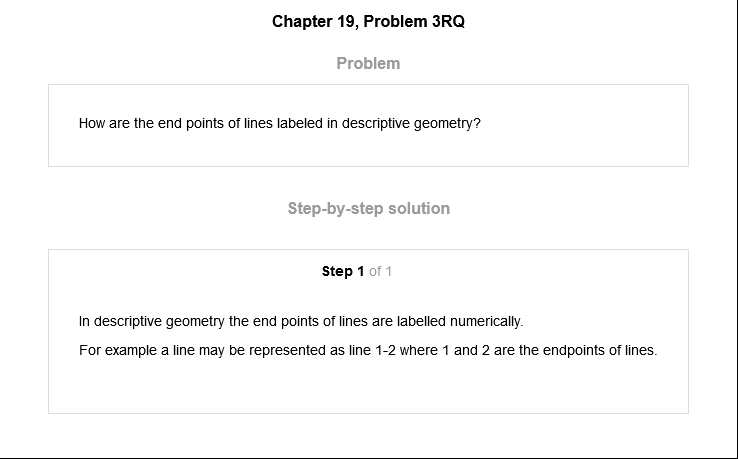 Chapter 19, Problem 3RQ
Problem
How are the end points of lines labeled in descriptive geometry?
Step-by-step solution
Step 1 of 1
In descriptive geometry the end points of lines are labelled numerically.
For example a line may be represented as line 1-2 where 1 and 2 are the endpoints of lines.